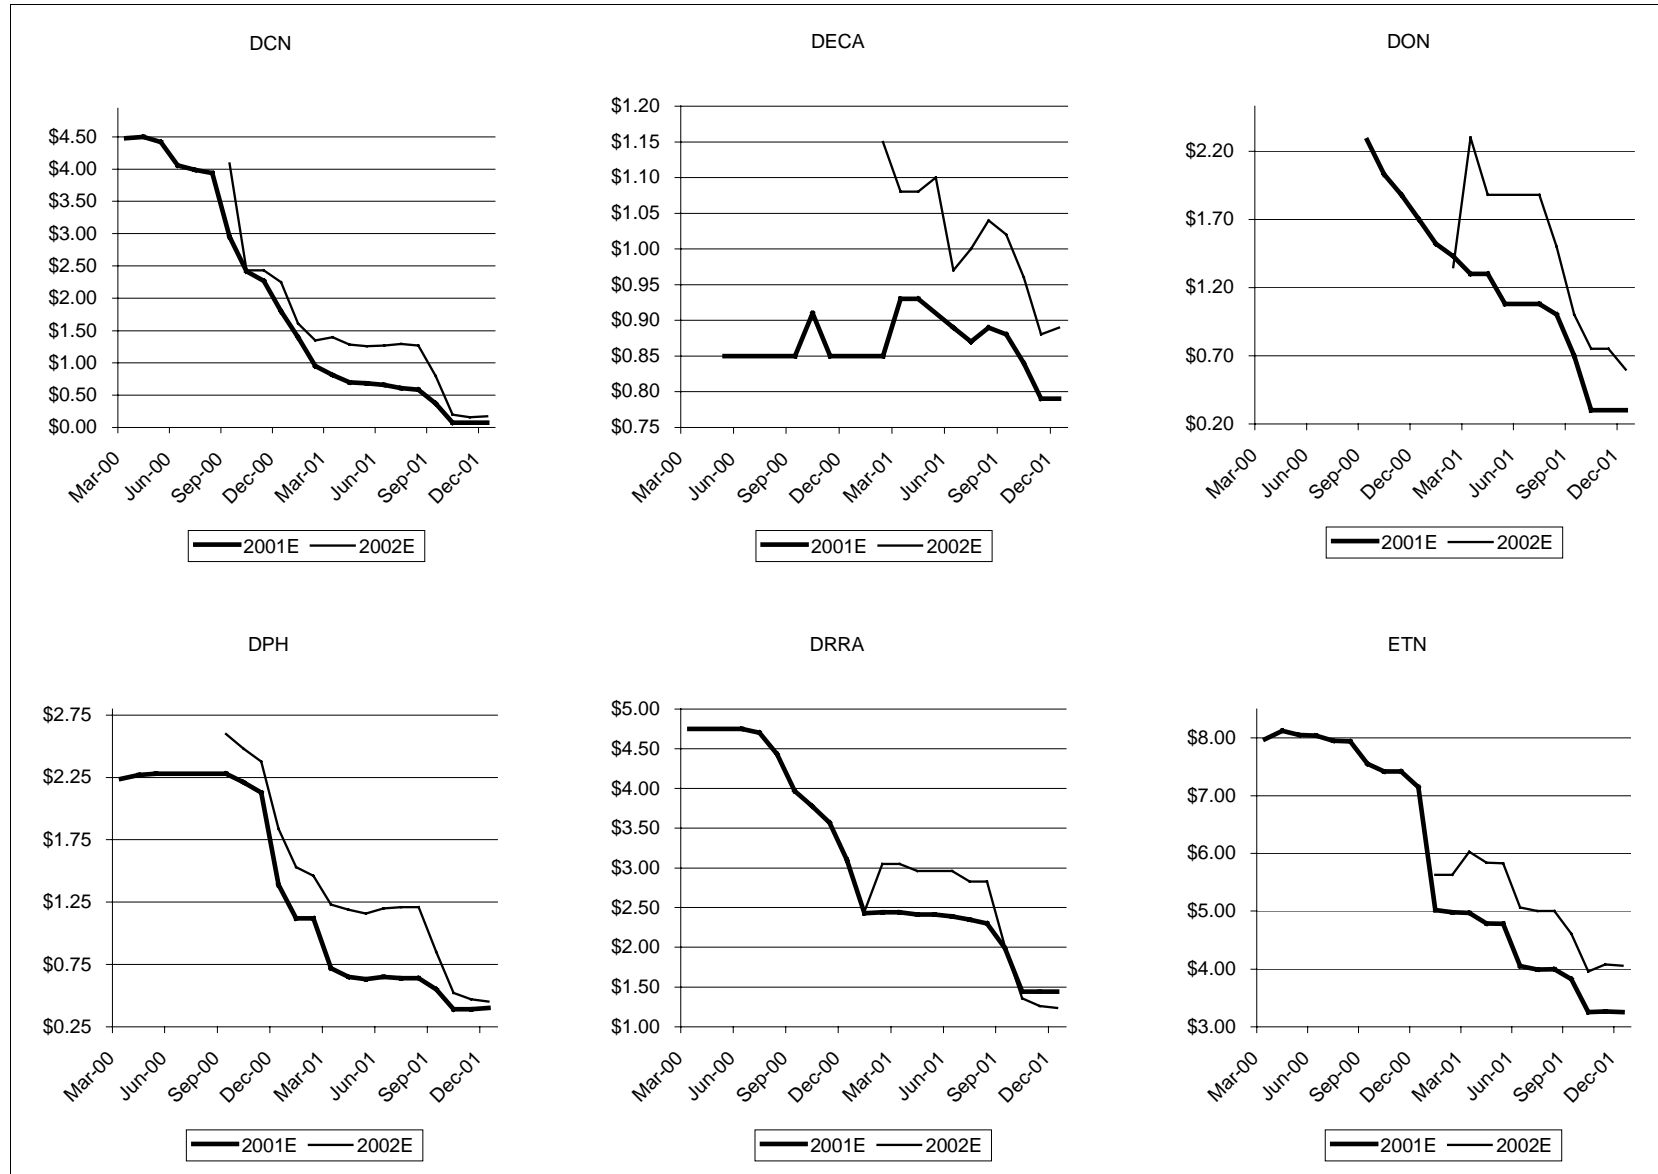 DCN
$4.50
$4.00
$3.50
$3.00
$2.50
$2.00
$1.50
$1.00
$0.50
$0.00
Mar-00 Jun-00 Sep-00 Dec-00 Mar-01 Jun-01 Sep-01 Dec-01
2001E 2002E
DECA
$1.20
$1.15
$1.10
$1.05
$1.00
$0.95
$0.90
$0.85
$0.80
$0.75
Mar-00 Jun-00 Sep-00 Dec-00 Mar-01 Jun-01 Sep-01 Dec-01
2001E 2002E
DON
$2.20
$1.70
$1.20
$0.70
$0.20
Mar-00 Jun-00 Sep-00 Dec-00 Mar-01 Jun-01 Sep-01 Dec-01
2001E 2002E
DPH
$2.75
$2.25
$1.75
$1.25
$0.75
$0.25
Mar-00 Jun-00 Sep-00 Dec-00 Mar-01 Jun-01 Sep-01 Dec-01
2001E 2002E
DRRA
$5.00
$4.50
$4.00
$3.50
$3.00
$2.50
$2.00
$1.50
$1.00
Mar-00 Jun-00 Sep-00 Dec-00 Mar-01 Jun-01 Sep-01 Dec-01
2001E 2002E
ETN
$8.00
$7.00
$6.00
$5.00
$4.00
$3.00
Mar-00 Jun-00 Sep-00 Dec-00 Mar-01 Jun-01 Sep-01 Dec-01
2001E 2002E